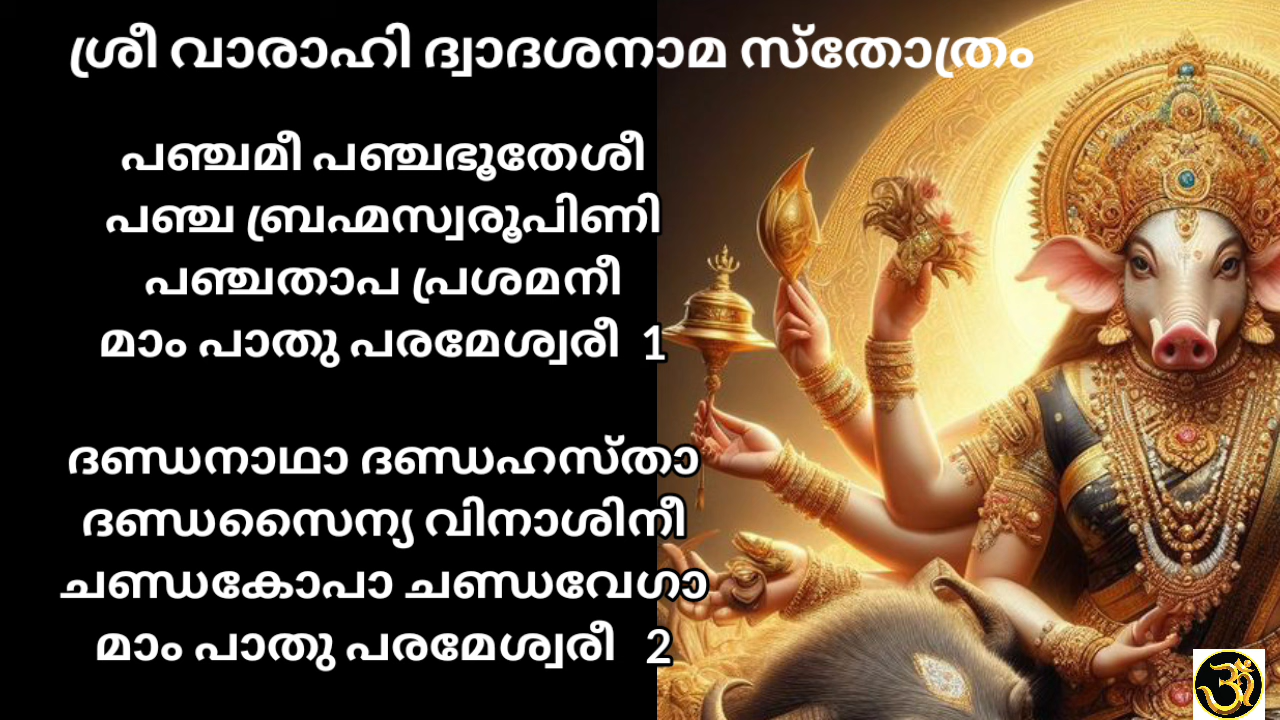 ശ്രീ വാരാഹി ദ്വാദശനാമ സ്തോത്രം
പഞ്ചമീ പഞ്ചഭൂതേശീ
പഞ്ച ബ്രഹ്മസ്വരൂപിണി
പഞ്ചതാപ പ്രശമനീ
മാം പാതു പരമേശ്വരീ 1
ദണ്ഡനാഥാ ദണ്ഡഹസ്താ
ദണ്ഡസൈന്യ വിനാശിനീ
ചണ്ഡകോപാ ചണ്ഡവേഗാ
മാം പാതു പരമേശ്വരീ 2
ॐ